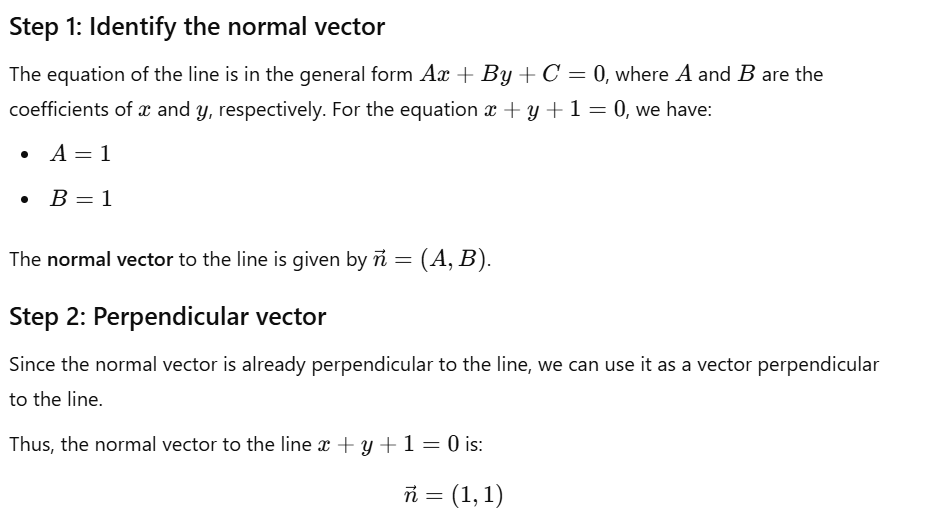 Step 1: Identify the normal vector
The equation of the line is in the general form Ax + By + C = 0, where A and B are the
coefficients of x and y, respectively. For the equation x + y + 1 = 0, we have:
• A = 1
• B = 1
The normal vector to the line is given by n⃗ = (A, B).
Step 2: Perpendicular vector
Since the normal vector is already perpendicular to the line, we can use it as a vector perpendicular
to the line.
Thus, the normal vector to the line x + y + 1 = 0 is:
n⃗ = (1, 1)